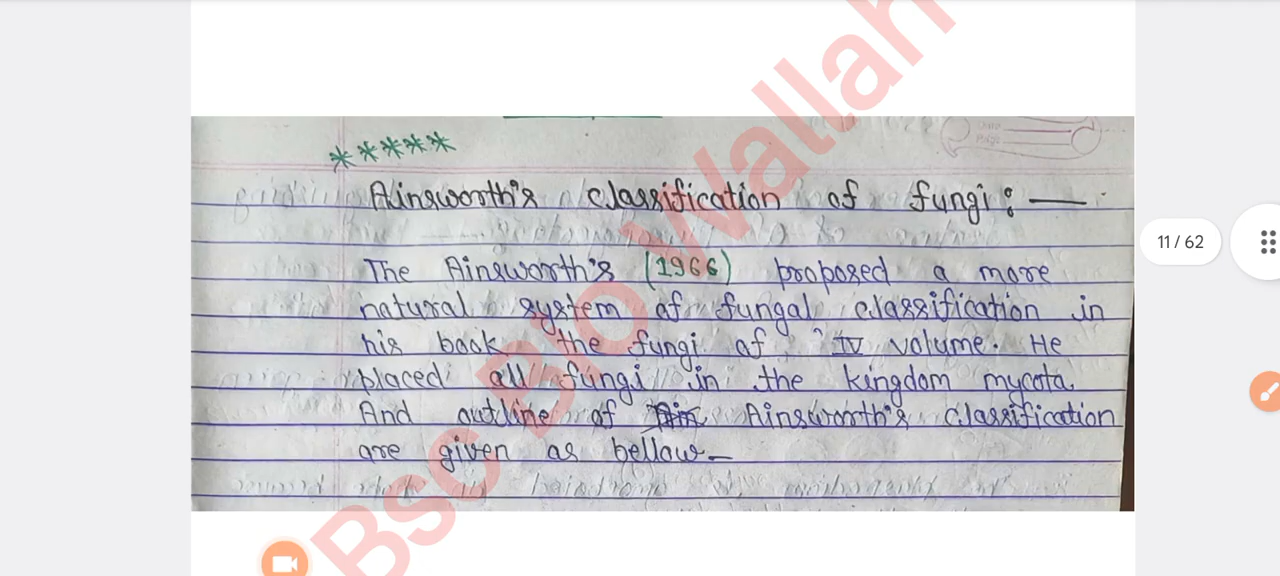 *****
Ainsworth's classification of fungi : —
The Ainsworth's (1966) proposed a more
natural system of fungal classification in
his book the fungi of IV volume. He
placed all fungi in the kingdom mycota.
And outline of Ainsworth's classification
are given as bellow—
11 / 62
Bsc Bio Wallah